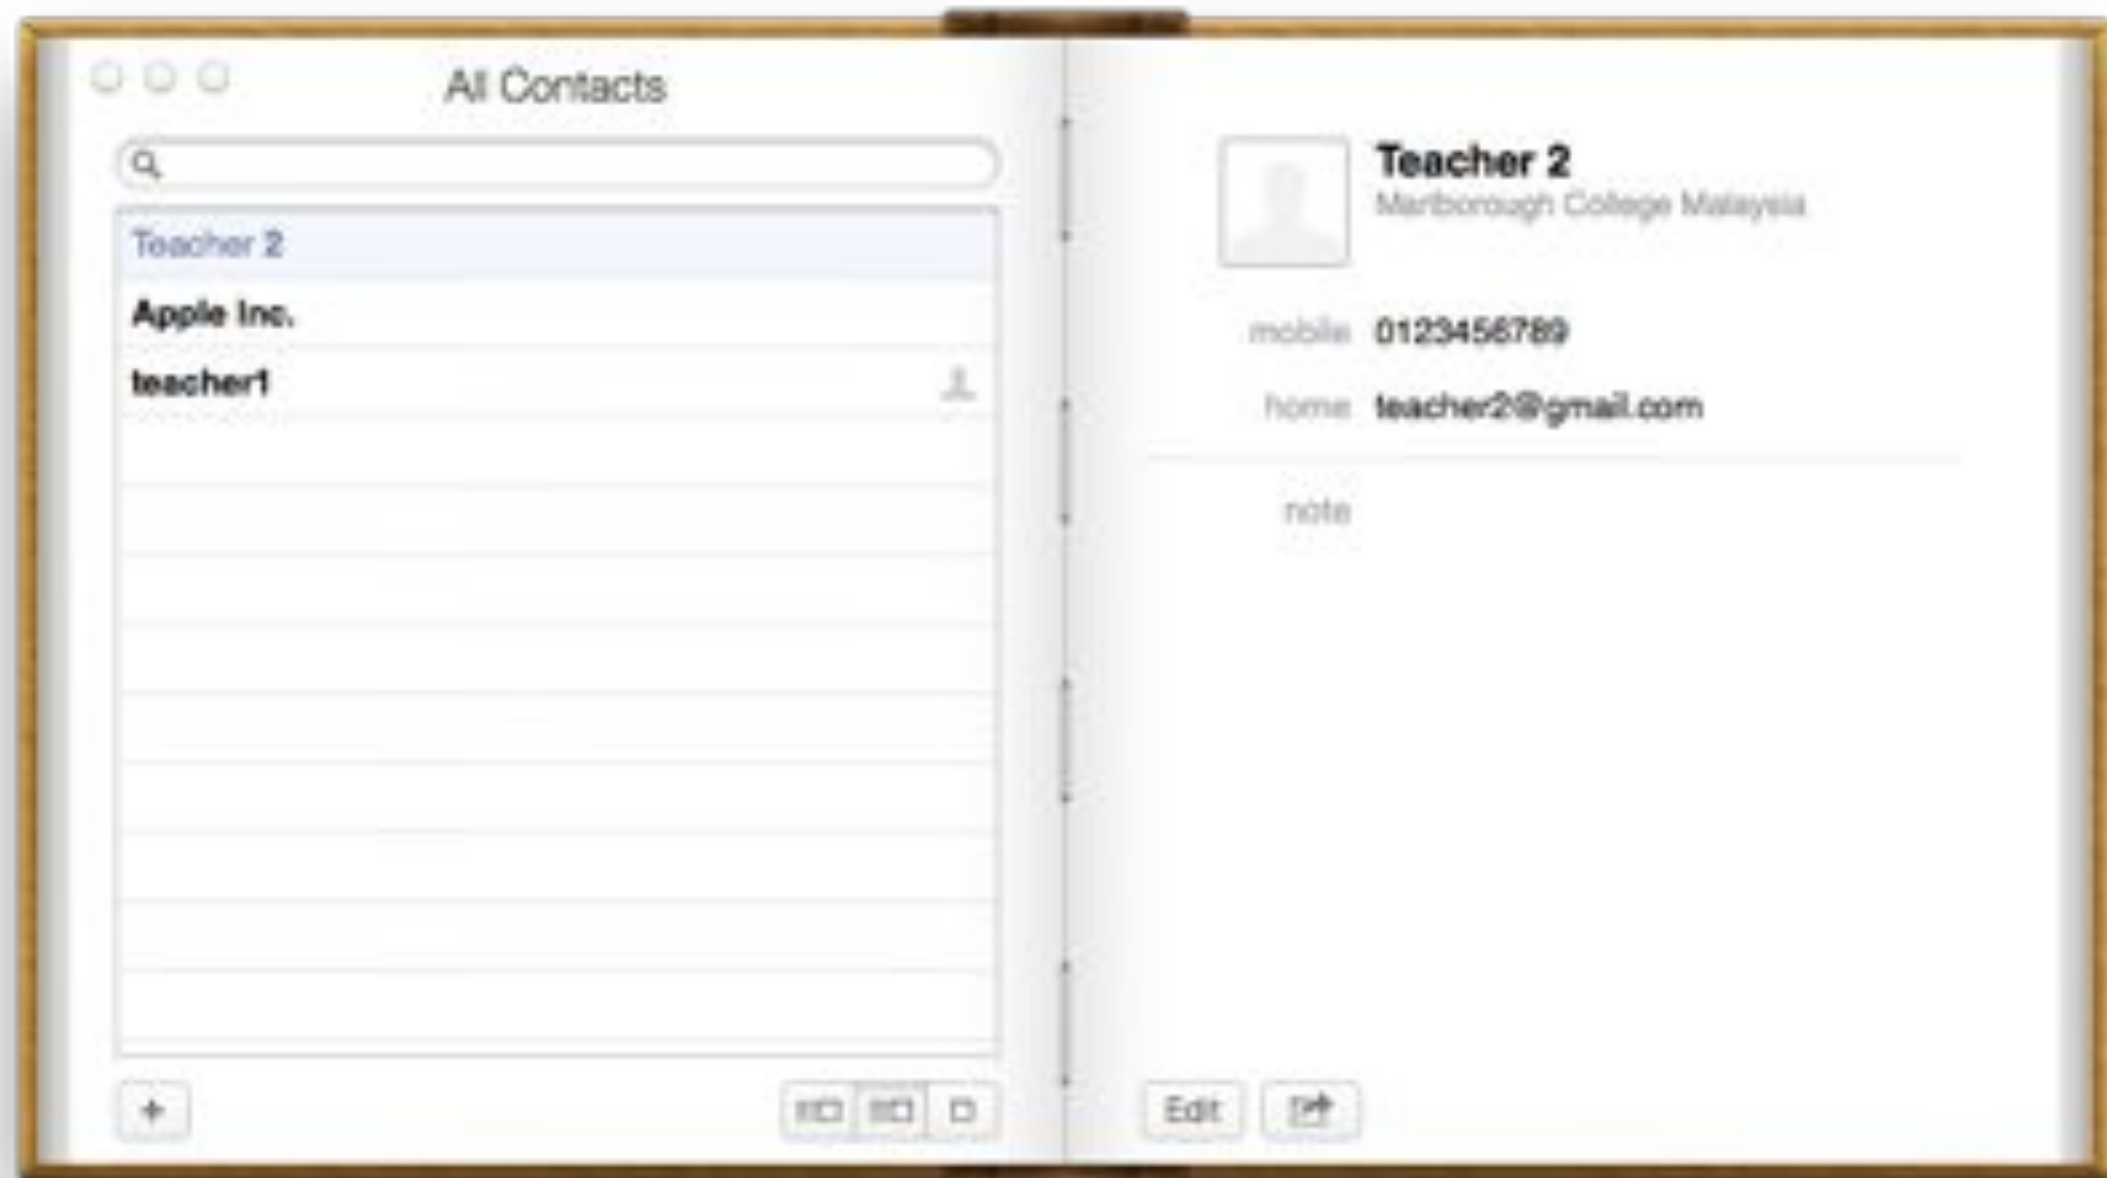 All Contacts
Teacher 2
Apple Inc.
teacher1
Teacher 2
Marlborough College Malaysia
mobile 0123456789
home teacher2@gmail.com
note
Edit